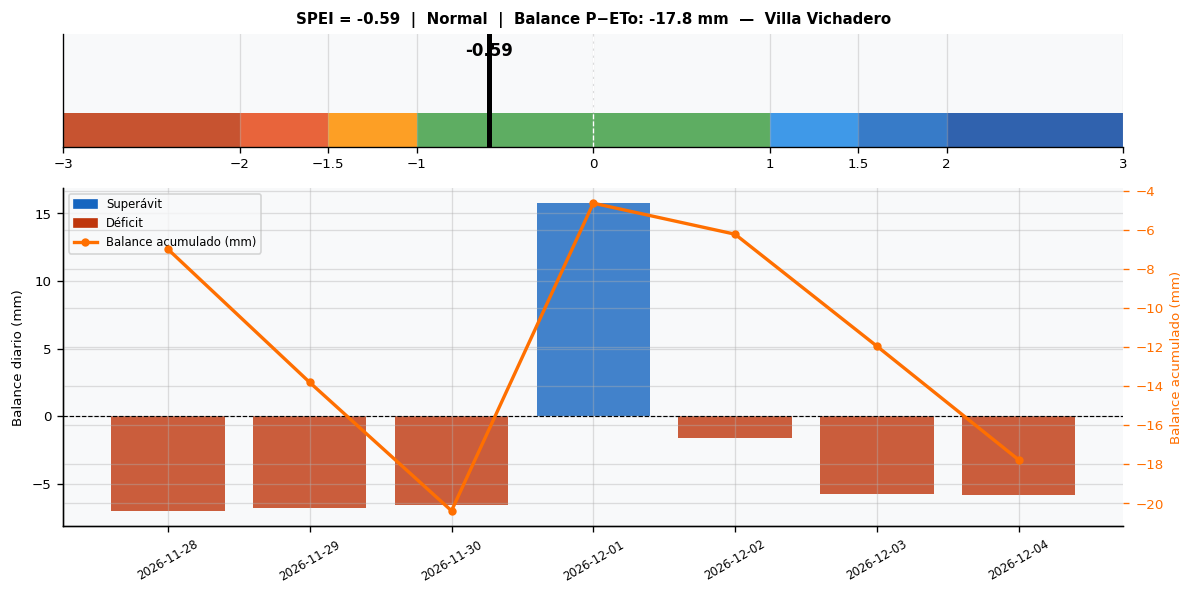 SPEI = -0.59  |  Normal  |  Balance P−ETo: -17.8 mm  —  Villa Vichadero
-0.59
−3 −2 −1.5 −1 0 1 1.5 2 3
Superávit
Déficit
Balance acumulado (mm)
Balance diario (mm)
15
10
5
0
−5
−4
−6
−8
−10
−12
−14
−16
−18
−20
Balance acumulado (mm)
2026-11-28 2026-11-29 2026-11-30 2026-12-01 2026-12-02 2026-12-03 2026-12-04